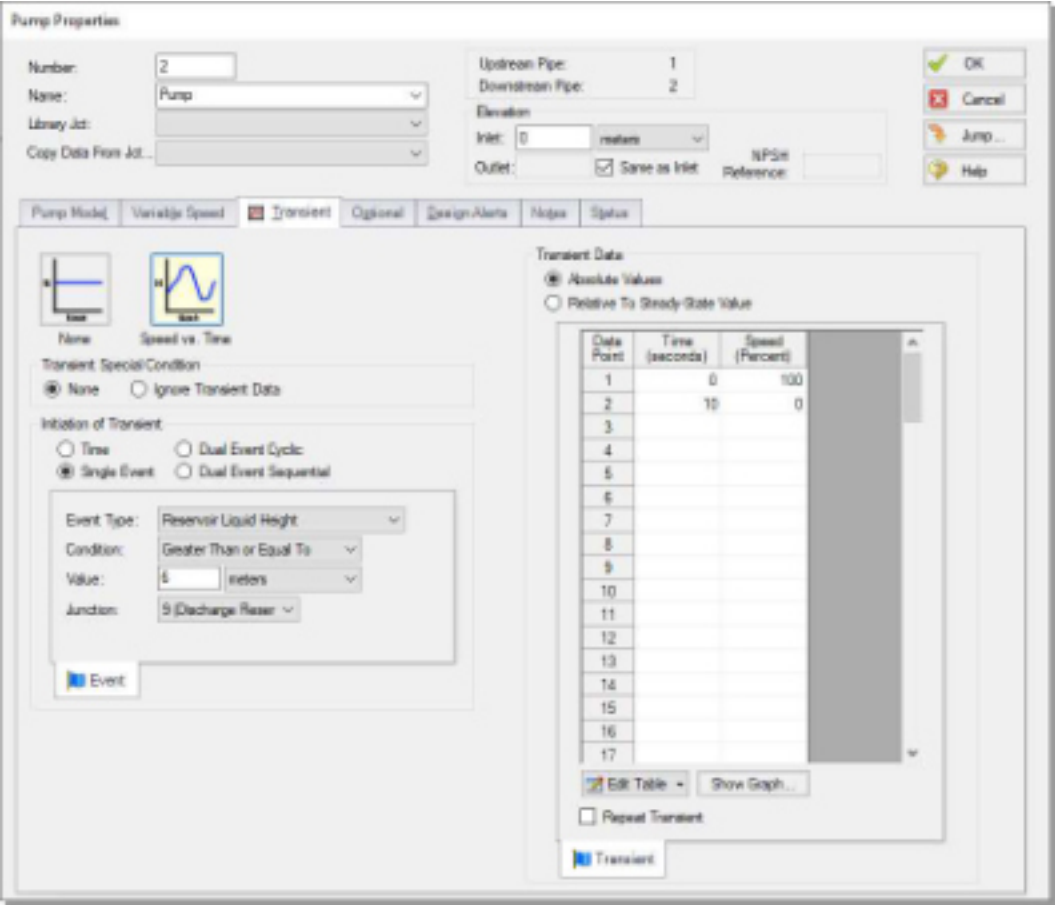 Pump Properties
Number: 2
Name: Pump
Library Jct:
Copy Data From Jct...
Upstream Pipe: 1
Downstream Pipe: 2
Elevation
Inlet: 0 meters
Outlet: Same as Inlet
NPSH
Reference:
OK
Cancel
Jump...
Help
Pump Model Variable Speed Transient Optional Design Alerts Notes Status
None Speed vs. Time
Transient Special Condition
None Ignore Transient Data
Initiation of Transient
Time Dual Event Cyclic
Single Event Dual Event Sequential
Event Type: Reservoir Liquid Height
Condition: Greater Than or Equal To
Value: 6 meters
Junction: 9 (Discharge Reser
Event
Transient Data
Absolute Values
Relative To Steady-State Value
Data Point Time (seconds) Speed (Percent)
1 0 100
2 10 0
3
4
5
6
7
8
9
10
11
12
13
14
15
16
17
Edit Table Show Graph...
Repeat Transient
Transient